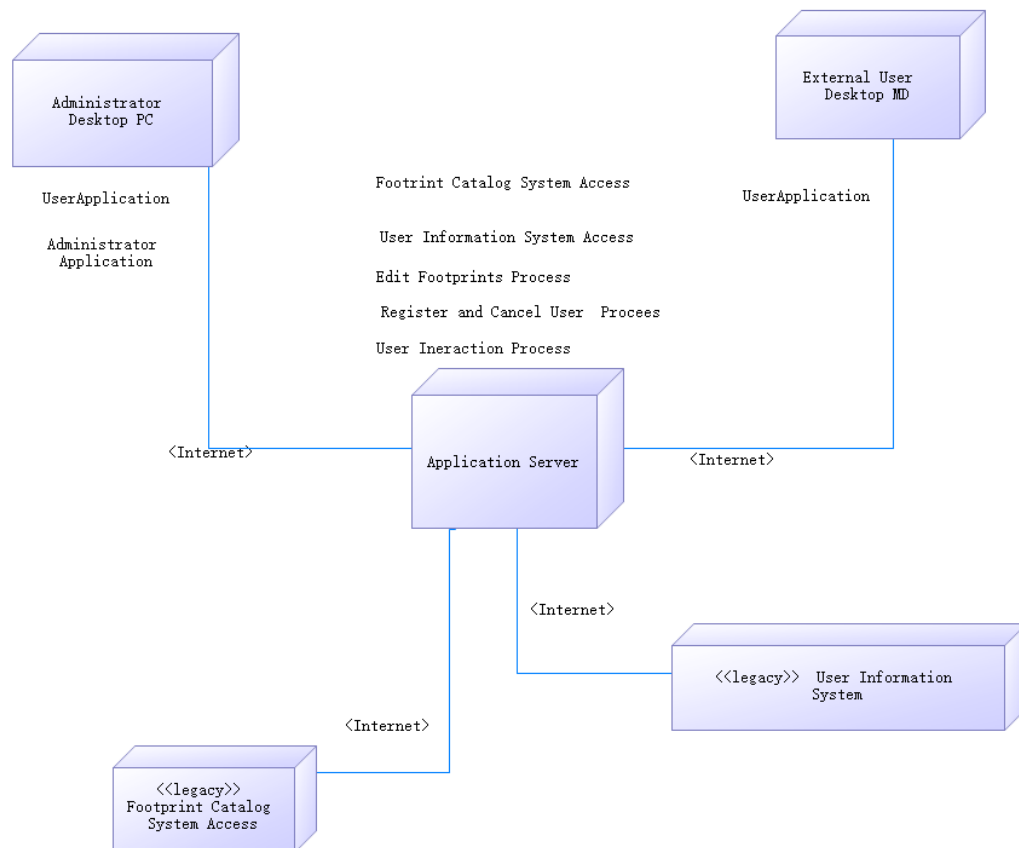 Administrator
Desktop PC
External User
Desktop MD
UserApplication
Administrator
Application
Footrint Catalog System Access
User Information System Access
Edit Footprints Process
Register and Cancel User Procees
User Ineraction Process
UserApplication
<Internet>
Application Server
<Internet>
<Internet>
<<legacy>> User Information
System
<Internet>
<<legacy>>
Footprint Catalog
System Access